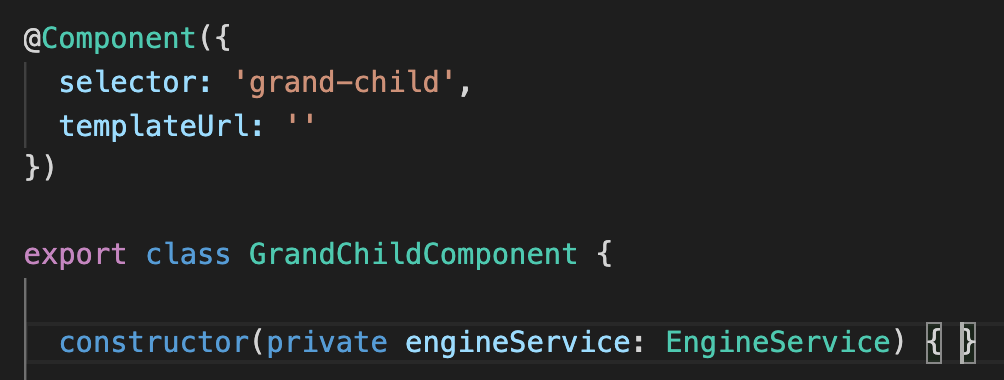 @Component({
  selector: 'grand-child',
  templateUrl: ''
})
export class GrandChildComponent {
  constructor(private engineService: EngineService) { }